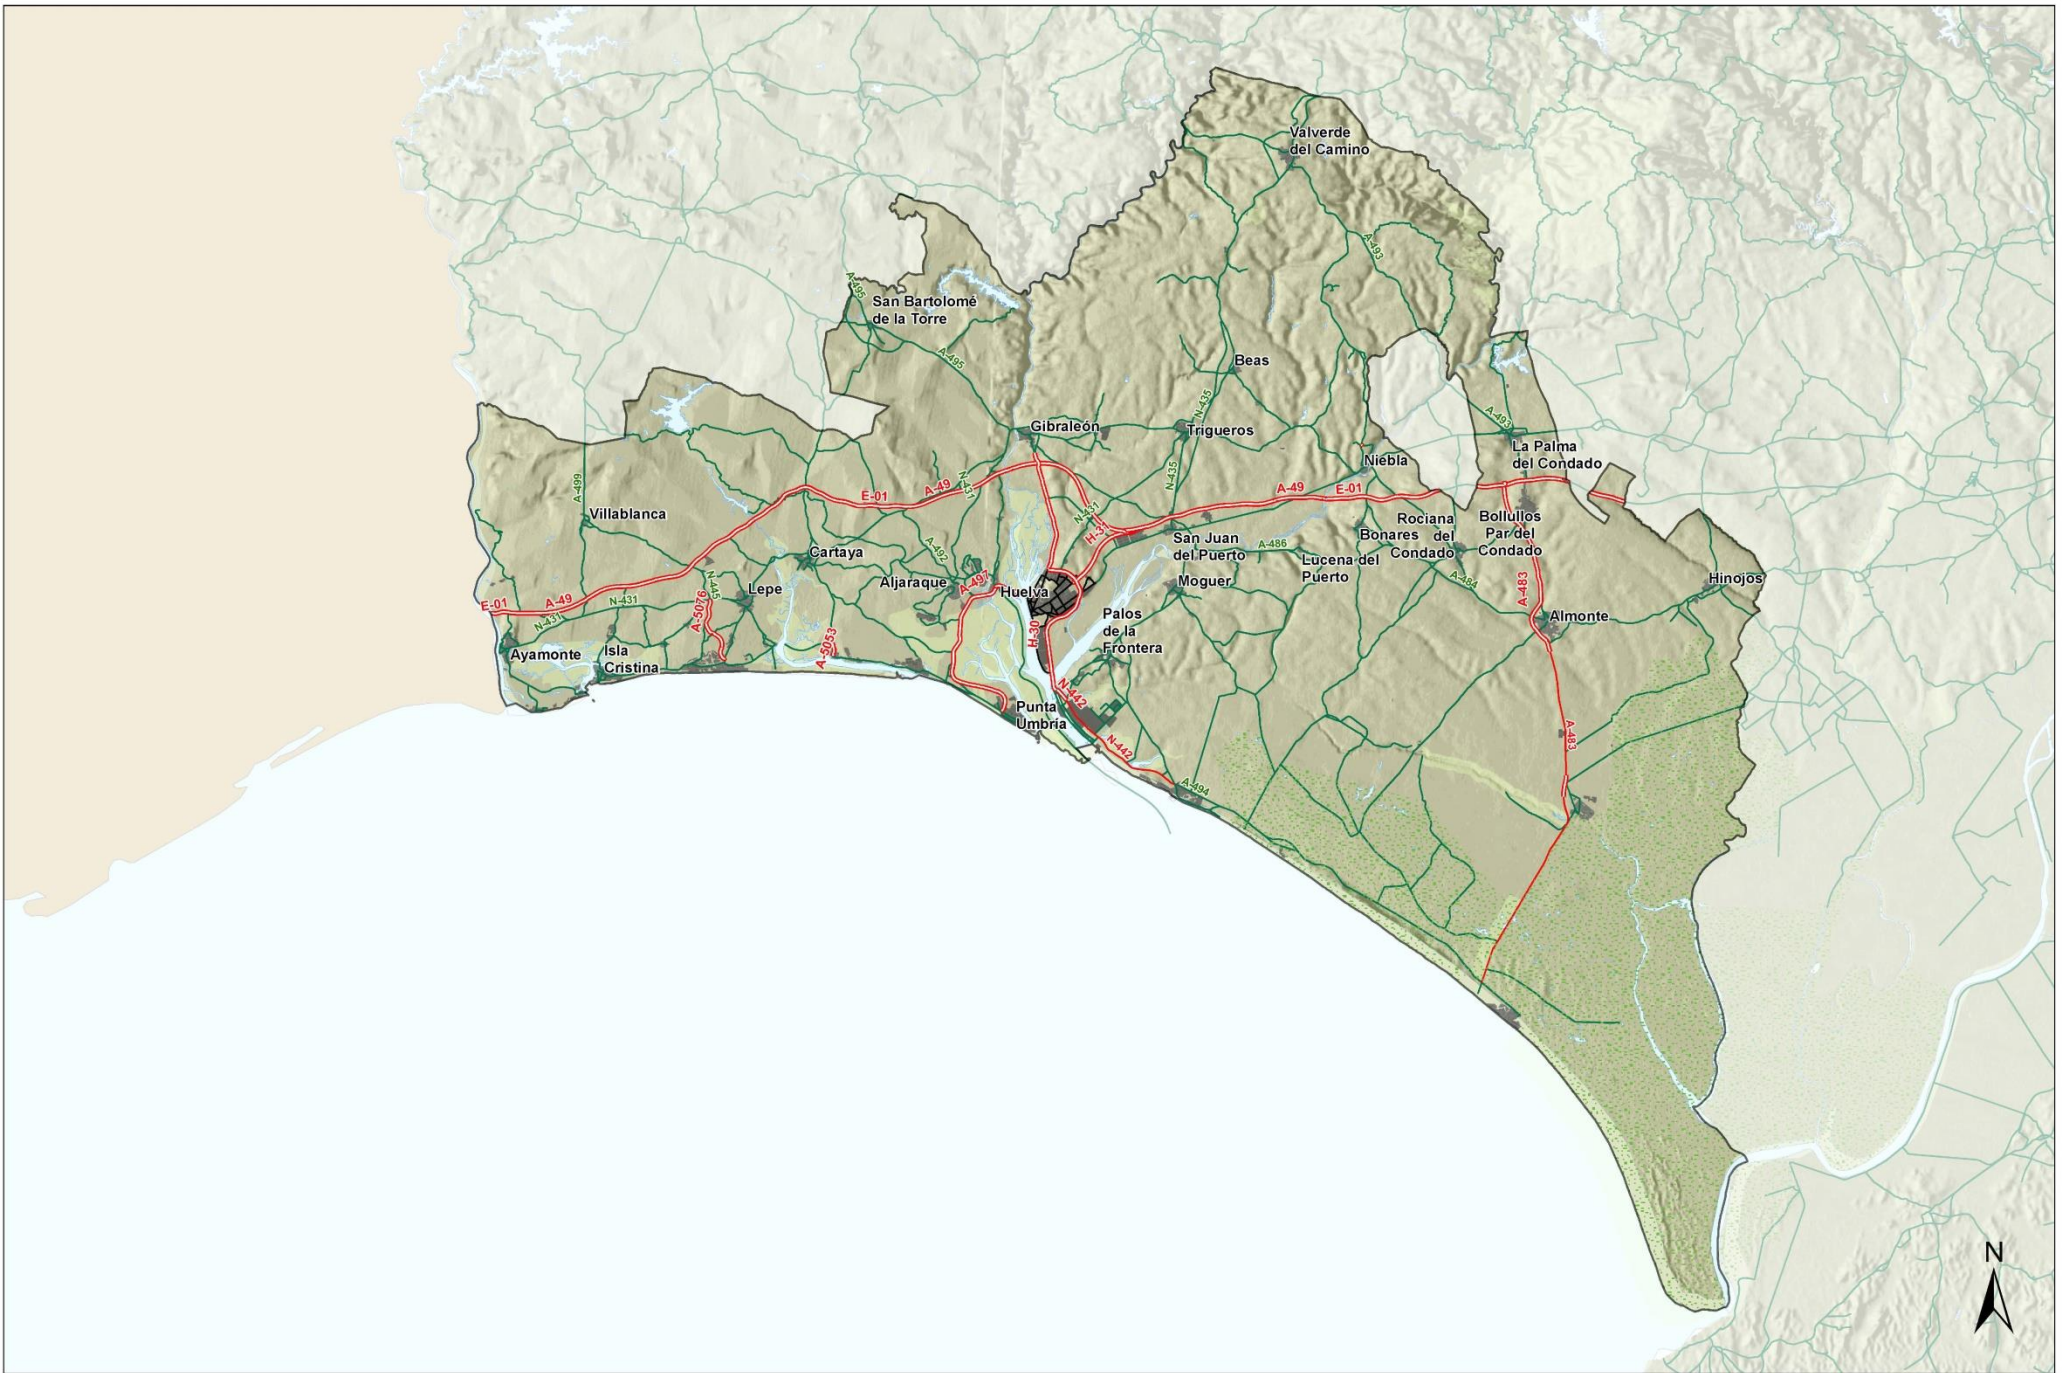 Valverde
del Camino
A-493
A-495
San Bartolomé
de la Torre
A-495
Beas
N-435
Gibraleón
Trigueros
A-493
La Palma
del Condado
Niebla
N-435
A-499
E-01
A-49
N-431
A-49
E-01
Villablanca
N-431
H-31
Rociana
del
Condado
Bonares
Bollullos
Par del
Condado
San Juan
del Puerto
A-486
Lucena del
Puerto
Cartaya
A-492
Aljaraque
A-497
Huelva
Moguer
A-484
A-483
Hinojos
E-01
A-49
N-431
N-431
N-445
A-5076
Lepe
Almonte
Palos
de la
Frontera
H-30
A-5053
Ayamonte
Isla
Cristina
N-442
Punta
Umbría
N-442
A-483
A-494
N